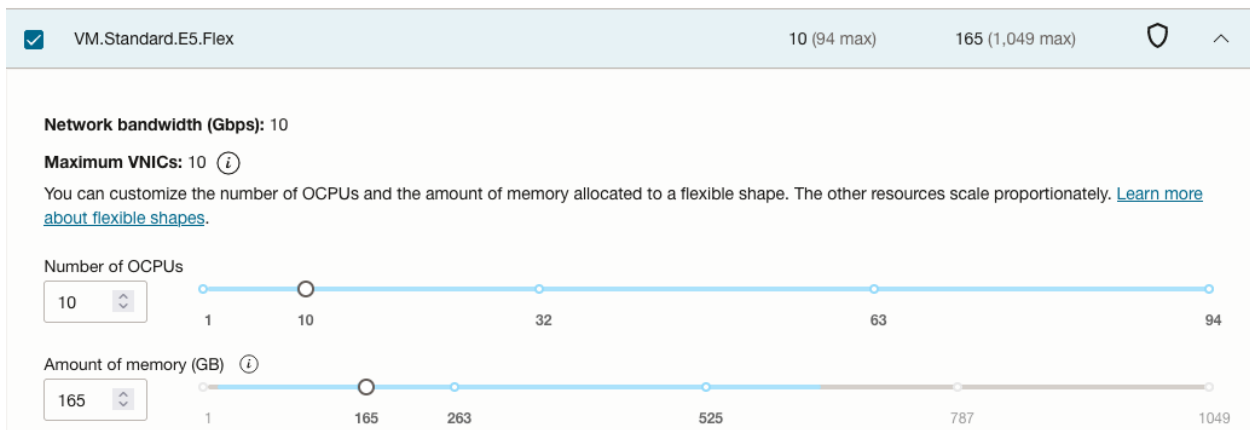 VM.Standard.E5.Flex 10 (94 max) 165 (1,049 max)
Network bandwidth (Gbps): 10
Maximum VNICs: 10 i
You can customize the number of OCPUs and the amount of memory allocated to a flexible shape. The other resources scale proportionately. Learn more
about flexible shapes.
Number of OCPUs
10
1 10 32 63 94
Amount of memory (GB) i
165
1 165 263 525 787 1049